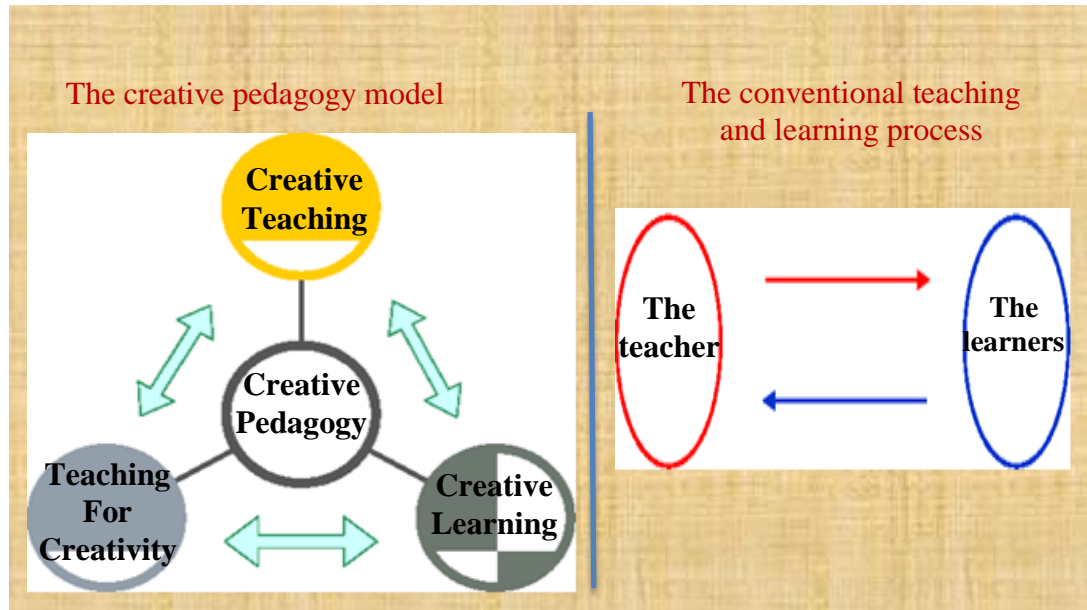 The creative pedagogy model
Creative
Teaching
Creative
Pedagogy
Teaching
For
Creativity
Creative
Learning
The conventional teaching
and learning process
The
teacher
The
learners